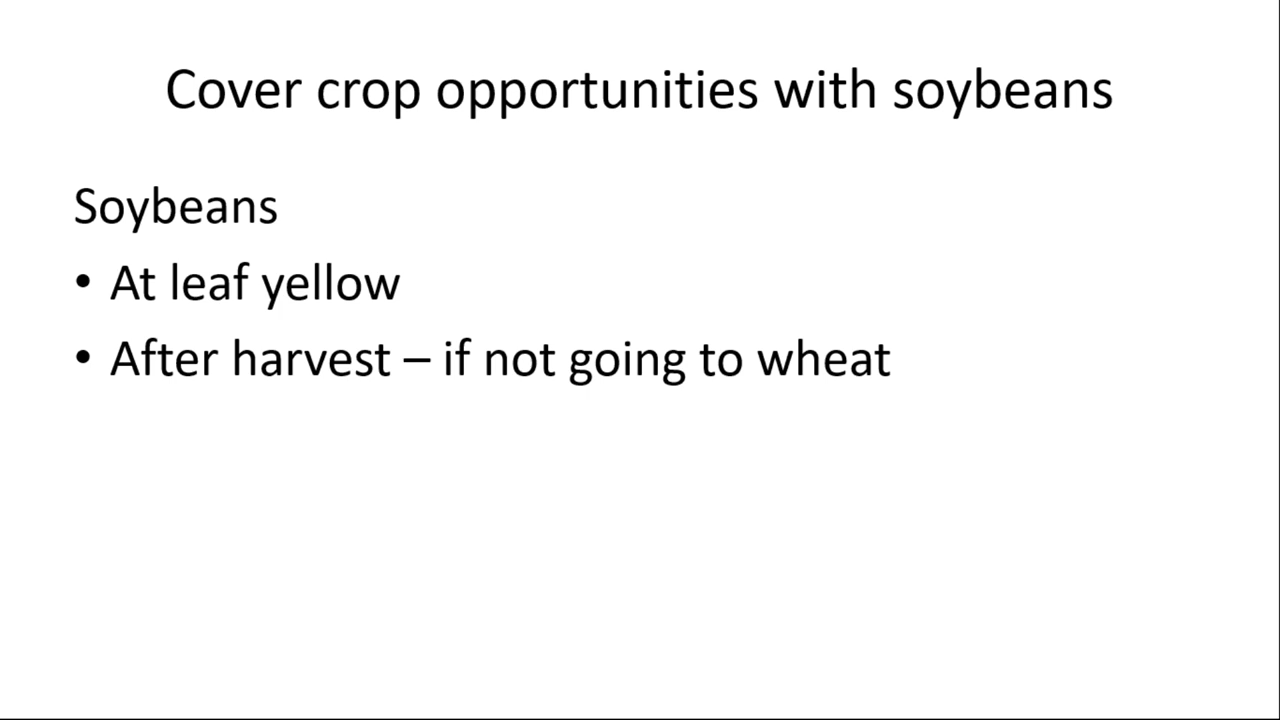 Cover crop opportunities with soybeans
Soybeans
• At leaf yellow
• After harvest – if not going to wheat